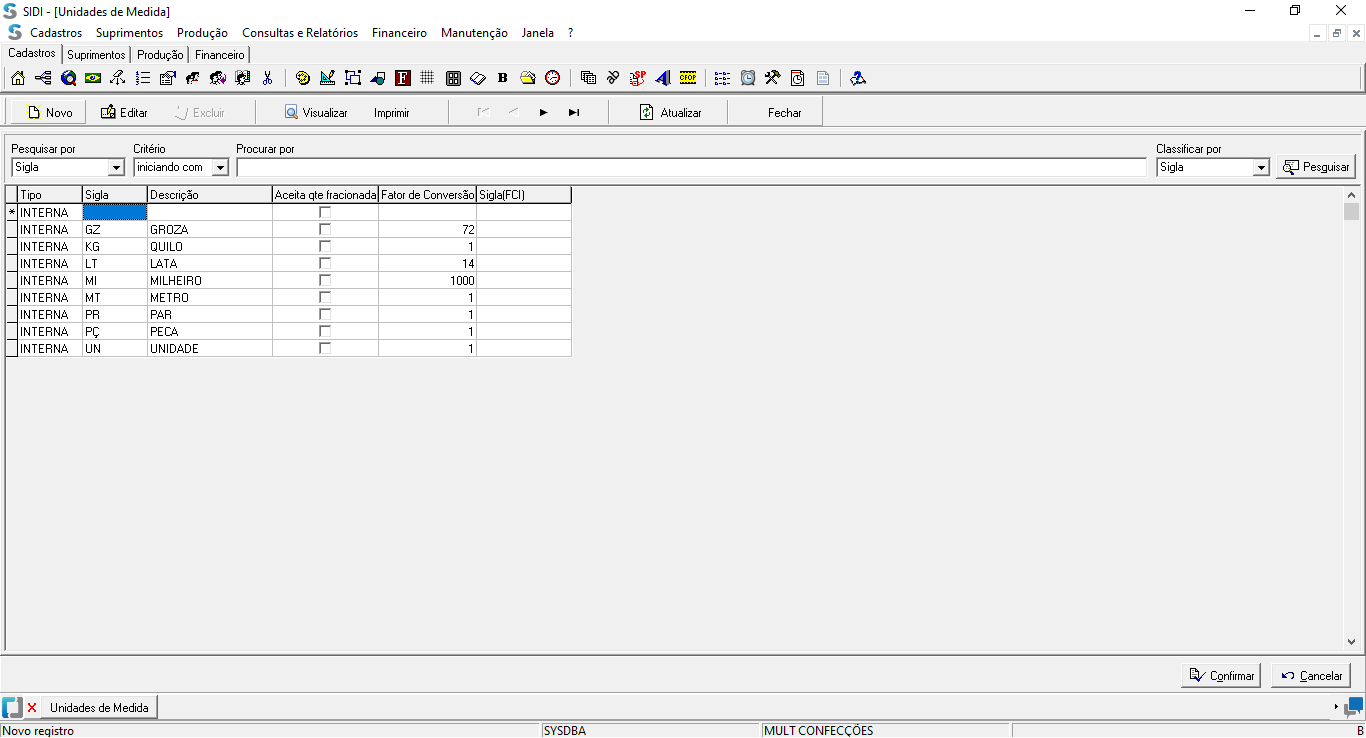 SIDI - [Unidades de Medida]
Cadastros Suprimentos Produção Consultas e Relatórios Financeiro Manutenção Janela ?
Cadastros Suprimentos Produção Financeiro
F B SP CFOP
Novo Editar Excluir Visualizar Imprimir Atualizar Fechar
Pesquisar por Critério Procurar por Classificar por
Sigla iniciando com Sigla Pesquisar
Tipo Sigla Descrição Aceita qte fracionada Fator de Conversão Sigla(FCI)
* INTERNA
INTERNA GZ GROZA 72
INTERNA KG QUILO 1
INTERNA LT LATA 14
INTERNA MI MILHEIRO 1000
INTERNA MT METRO 1
INTERNA PR PAR 1
INTERNA PÇ PECA 1
INTERNA UN UNIDADE 1
Confirmar Cancelar
Unidades de Medida
Novo registro SYSDBA MULT CONFECÇÕES B